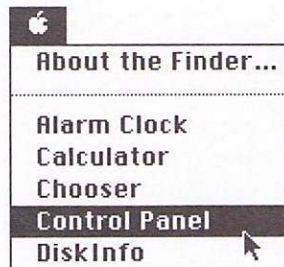 About the Finder...
Alarm Clock
Calculator
Chooser
Control Panel
DiskInfo